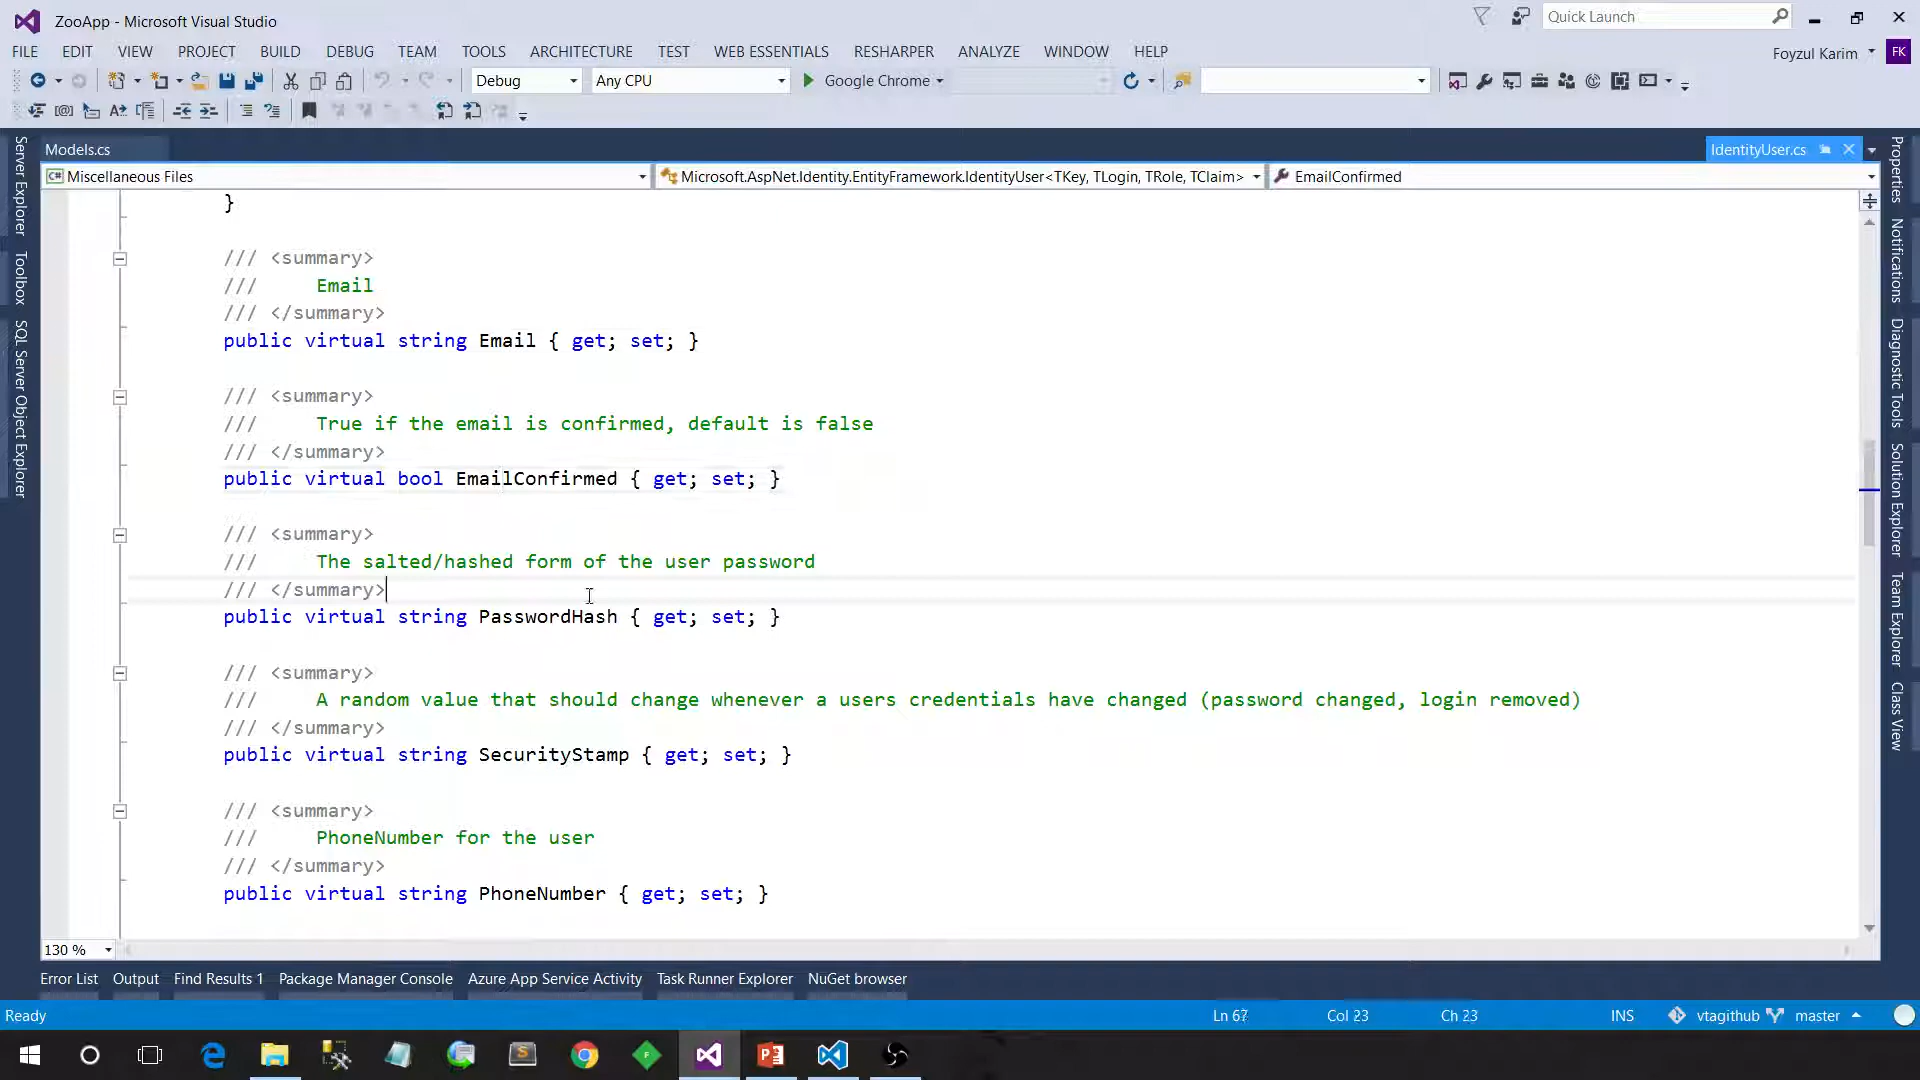 ZooApp - Microsoft Visual Studio
Quick Launch
FILE EDIT VIEW PROJECT BUILD DEBUG TEAM TOOLS ARCHITECTURE TEST WEB ESSENTIALS RESHARPER ANALYZE WINDOW HELP
Foyzul Karim FK
Debug Any CPU Google Chrome
Models.cs
IdentityUser.cs
Miscellaneous Files
Microsoft.AspNet.Identity.EntityFramework.IdentityUser<TKey, TLogin, TRole, TClaim>
EmailConfirmed
Server Explorer
Toolbox
SQL Server Object Explorer
}
/// <summary>
/// Email
/// </summary>
public virtual string Email { get; set; }
/// <summary>
/// True if the email is confirmed, default is false
/// </summary>
public virtual bool EmailConfirmed { get; set; }
/// <summary>
/// The salted/hashed form of the user password
/// </summary>
public virtual string PasswordHash { get; set; }
/// <summary>
/// A random value that should change whenever a users credentials have changed (password changed, login removed)
/// </summary>
public virtual string SecurityStamp { get; set; }
/// <summary>
/// PhoneNumber for the user
/// </summary>
public virtual string PhoneNumber { get; set; }
Properties
Notifications
Diagnostic Tools
Solution Explorer
Team Explorer
Class View
130 %
Error List Output Find Results 1 Package Manager Console Azure App Service Activity Task Runner Explorer NuGet browser
Ready Ln 67 Col 23 Ch 23 INS vtagithub master